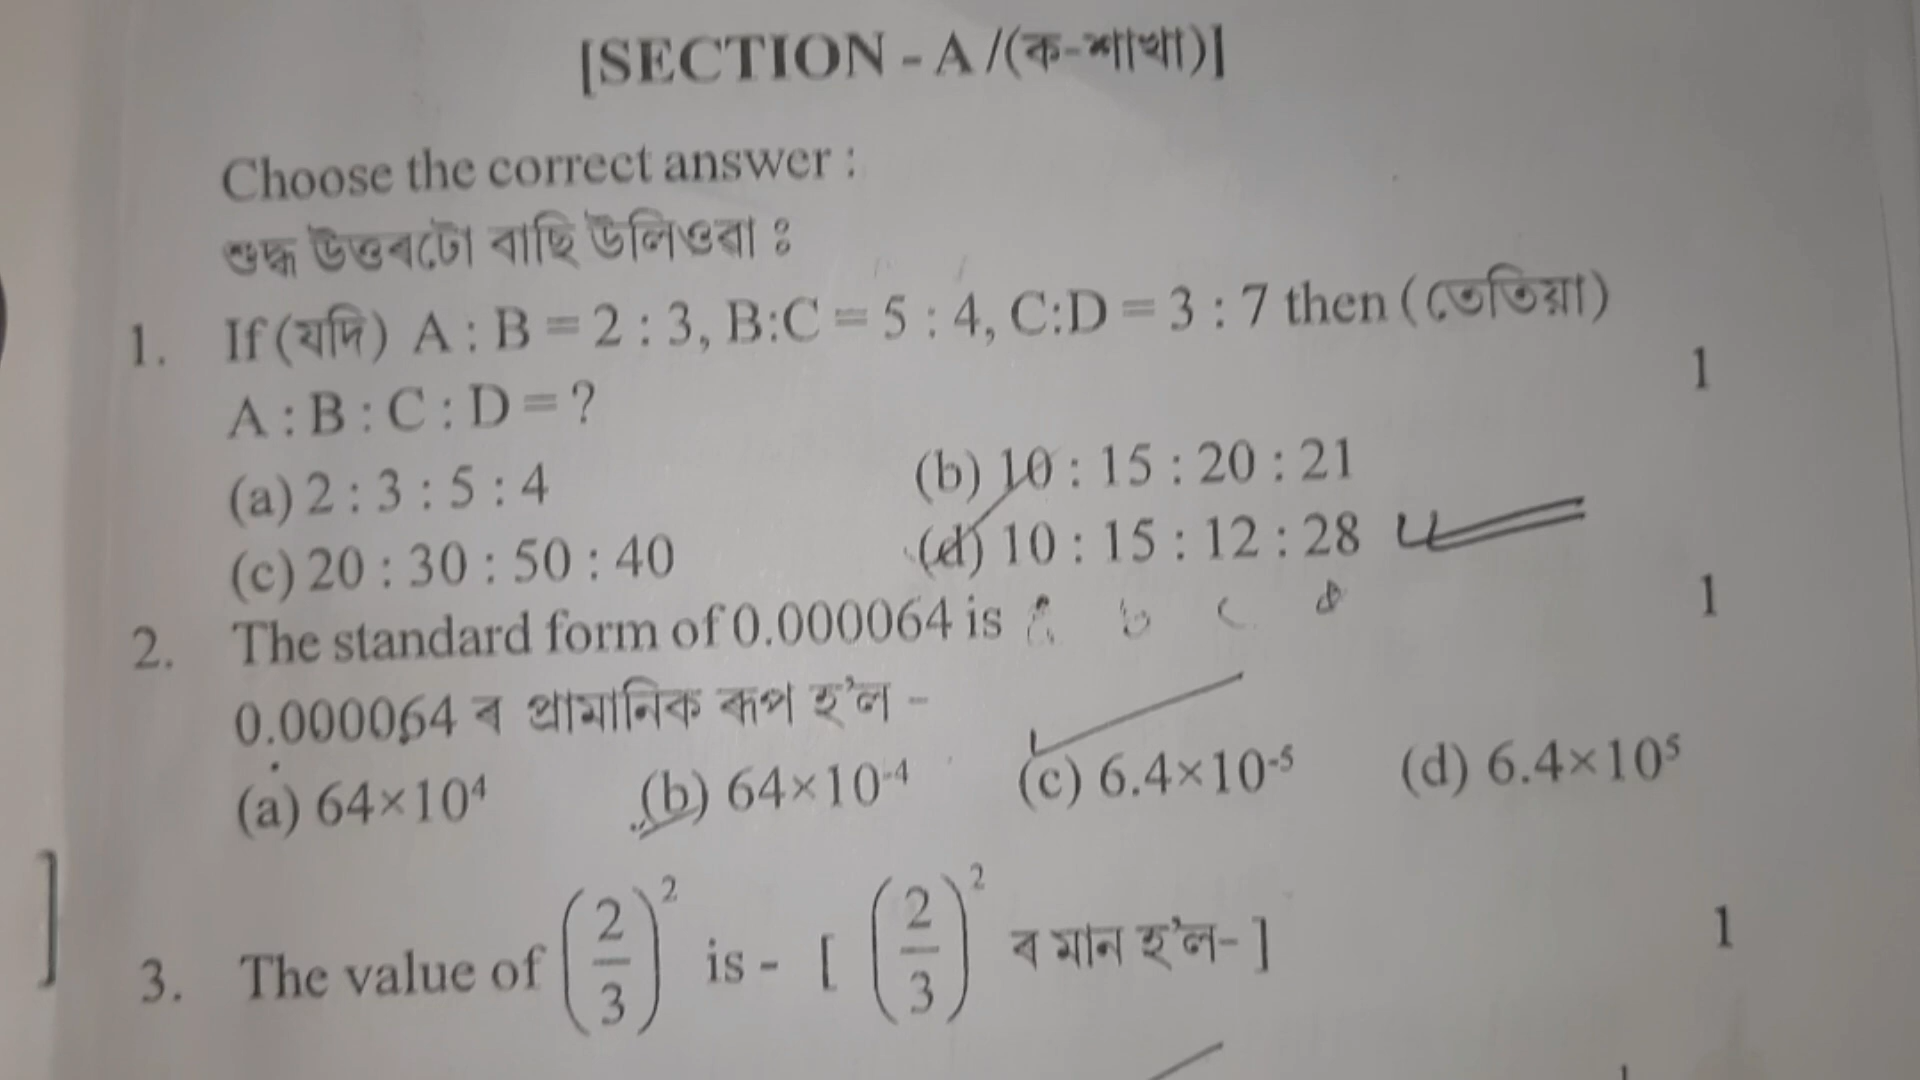 [SECTION - A /(ক-শাখা)]
Choose the correct answer :
শুদ্ধ উত্তৰটো বাছি উলিওৱা ঃ
1. If (যদি) A : B = 2 : 3, B:C = 5 : 4, C:D = 3 : 7 then (তেতিয়া)
A : B : C : D = ? 1
(a) 2 : 3 : 5 : 4 (b) 10 : 15 : 20 : 21
(c) 20 : 30 : 50 : 40 (d) 10 : 15 : 12 : 28
2. The standard form of 0.000064 is 1
0.000064 ৰ প্ৰামানিক ৰূপ হ'ল -
(a) 64×10⁴ (b) 64×10⁻⁴ (c) 6.4×10⁻⁵ (d) 6.4×10⁵
3. The value of (2/3)² is - [ (2/3)² ৰ মান হ'ল- ] 1